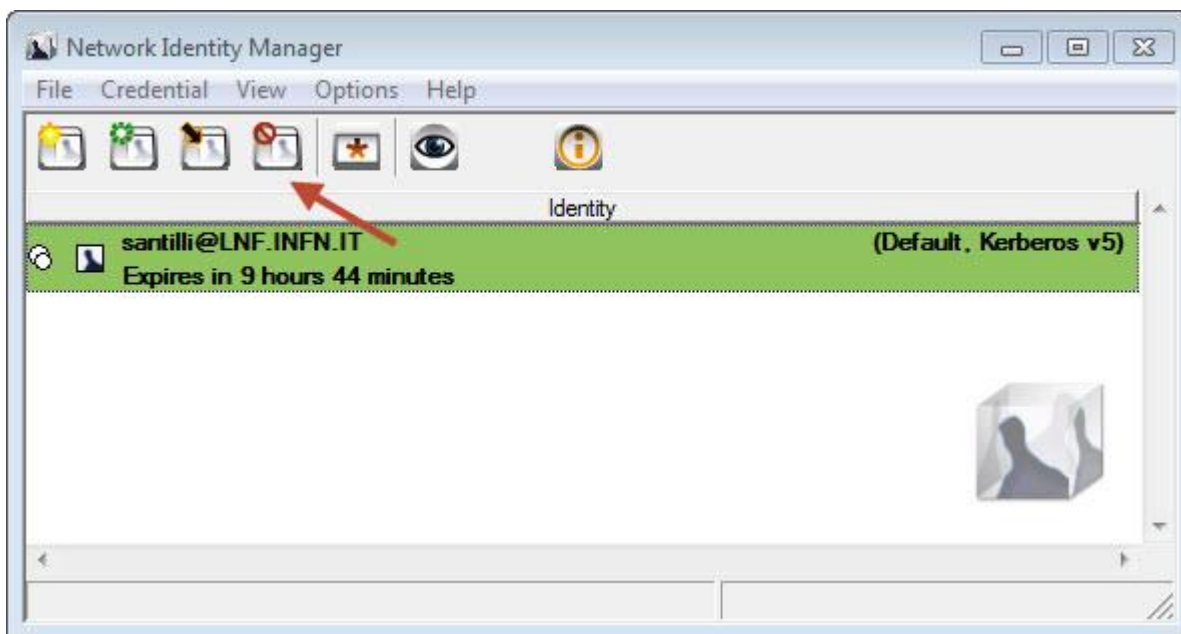 Network Identity Manager
File Credential View Options Help
Identity
santilli@LNF.INFN.IT (Default, Kerberos v5)
Expires in 9 hours 44 minutes